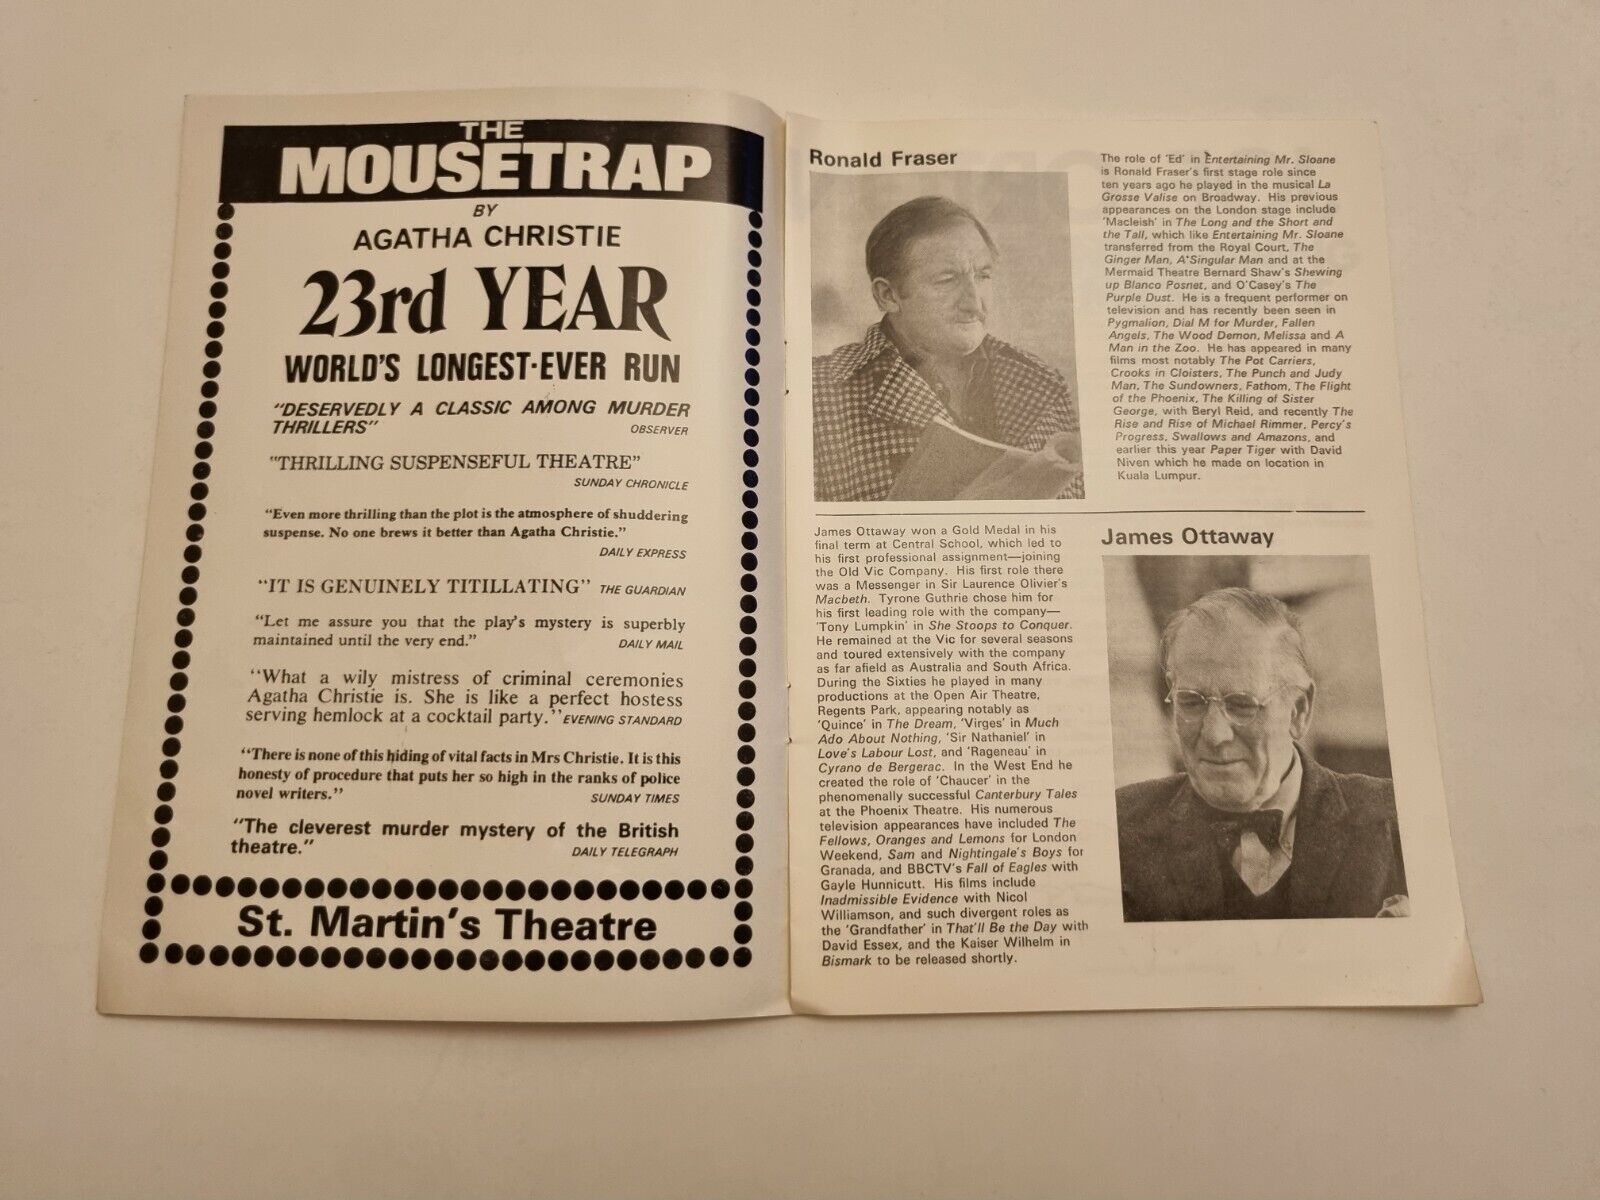 THE
MOUSETRAP
BY
AGATHA CHRISTIE
23rd YEAR
WORLD'S LONGEST-EVER RUN
"DESERVEDLY A CLASSIC AMONG MURDER
THRILLERS" OBSERVER
"THRILLING SUSPENSEFUL THEATRE"
SUNDAY CHRONICLE
"Even more thrilling than the plot is the atmosphere of shuddering
suspense. No one brews it better than Agatha Christie."
DAILY EXPRESS
"IT IS GENUINELY TITILLATING" THE GUARDIAN
"Let me assure you that the play's mystery is superbly
maintained until the very end." DAILY MAIL
"What a wily mistress of criminal ceremonies
Agatha Christie is. She is like a perfect hostess
serving hemlock at a cocktail party." EVENING STANDARD
"There is none of this hiding of vital facts in Mrs Christie. It is this
honesty of procedure that puts her so high in the ranks of police
novel writers." SUNDAY TIMES
"The cleverest murder mystery of the British
theatre." DAILY TELEGRAPH
St. Martin's Theatre
Ronald Fraser
The role of 'Ed' in Entertaining Mr. Sloane
is Ronald Fraser's first stage role since
ten years ago he played in the musical La
Grosse Valise on Broadway. His previous
appearances on the London stage include
'Macleish' in The Long and the Short and
the Tall, which like Entertaining Mr. Sloane
transferred from the Royal Court, The
Ginger Man, A Singular Man and at the
Mermaid Theatre Bernard Shaw's Shewing
up Blanco Posnet, and O'Casey's The
Purple Dust. He is a frequent performer on
television and has recently been seen in
Pygmalion, Dial M for Murder, Fallen
Angels, The Wood Demon, Melissa and A
Man in the Zoo. He has appeared in many
films most notably The Pot Carriers,
Crooks in Cloisters, The Punch and Judy
Man, The Sundowners, Fathom, The Flight
of the Phoenix, The Killing of Sister
George, with Beryl Reid, and recently The
Rise and Rise of Michael Rimmer, Percy's
Progress, Swallows and Amazons, and
earlier this year Paper Tiger with David
Niven which he made on location in
Kuala Lumpur.
James Ottaway won a Gold Medal in his
final term at Central School, which led to
his first professional assignment—joining
the Old Vic Company. His first role there
was a Messenger in Sir Laurence Olivier's
Macbeth. Tyrone Guthrie chose him for
his first leading role with the company—
'Tony Lumpkin' in She Stoops to Conquer.
He remained at the Vic for several seasons
and toured extensively with the company
as far afield as Australia and South Africa.
During the Sixties he played in many
productions at the Open Air Theatre,
Regents Park, appearing notably as
'Quince' in The Dream, 'Virges' in Much
Ado About Nothing, 'Sir Nathaniel' in
Love's Labour Lost, and 'Rageneau' in
Cyrano de Bergerac. In the West End he
created the role of 'Chaucer' in the
phenomenally successful Canterbury Tales
at the Phoenix Theatre. His numerous
television appearances have included The
Fellows, Oranges and Lemons for London
Weekend, Sam and Nightingale's Boys for
Granada, and BBCTV's Fall of Eagles with
Gayle Hunnicutt. His films include
Inadmissible Evidence with Nicol
Williamson, and such divergent roles as
the 'Grandfather' in That'll Be the Day with
David Essex, and the Kaiser Wilhelm in
Bismark to be released shortly.
James Ottaway